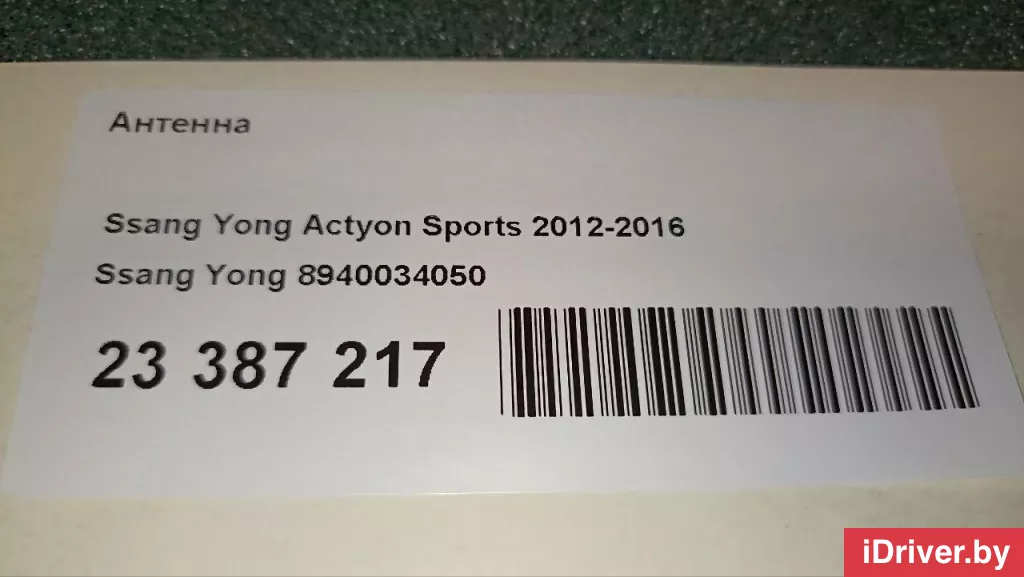 Антенна
Ssang Yong Actyon Sports 2012-2016
Ssang Yong 8940034050
23 387 217
iDriver.by